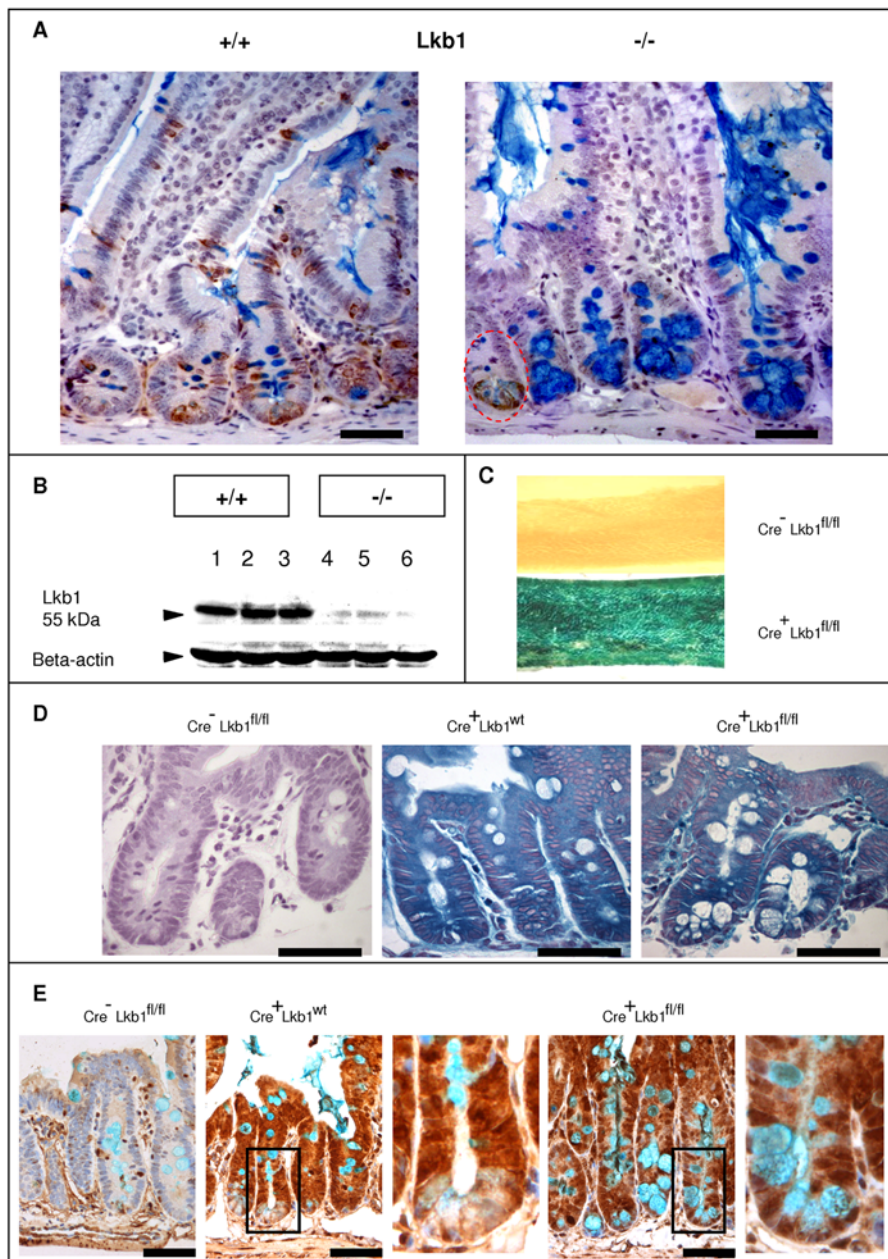 A
+/+ Lkb1 -/-
B
+/+ -/-
1 2 3 4 5 6
Lkb1
55 kDa
Beta-actin
C
Cre⁻Lkb1fl/fl
Cre⁺Lkb1fl/fl
D
Cre⁻Lkb1fl/fl Cre⁺Lkb1wt Cre⁺Lkb1fl/fl
E
Cre⁻Lkb1fl/fl Cre⁺Lkb1wt Cre⁺Lkb1fl/fl